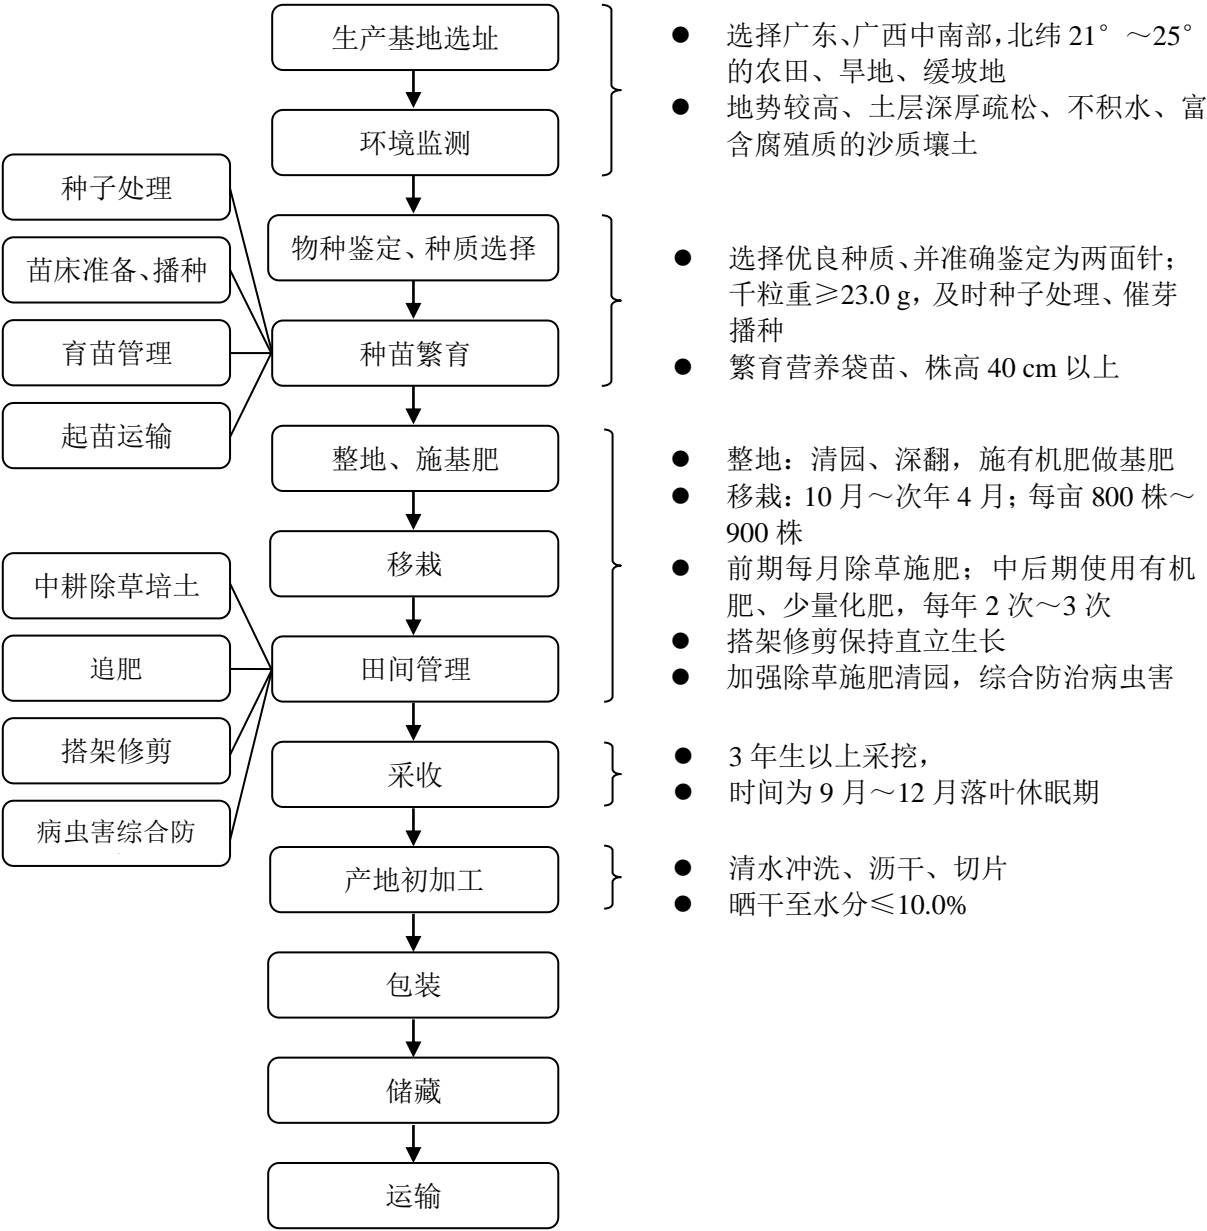 生产基地选址
环境监测
选择广东、广西中南部，北纬 21° ～25°
的农田、旱地、缓坡地
地势较高、土层深厚疏松、不积水、富
含腐殖质的沙质壤土
种子处理
苗床准备、播种
育苗管理
起苗运输
物种鉴定、种质选择
种苗繁育
选择优良种质、并准确鉴定为两面针；
千粒重≥23.0 g，及时种子处理、催芽
播种
繁育营养袋苗、株高 40 cm 以上
整地、施基肥
移栽
田间管理
中耕除草培土
追肥
搭架修剪
病虫害综合防
整地：清园、深翻，施有机肥做基肥
移栽：10 月～次年 4 月；每亩 800 株～
900 株
前期每月除草施肥；中后期使用有机
肥、少量化肥，每年 2 次～3 次
搭架修剪保持直立生长
加强除草施肥清园，综合防治病虫害
采收
3 年生以上采挖，
时间为 9 月～12 月落叶休眠期
产地初加工
清水冲洗、沥干、切片
晒干至水分≤10.0%
包装
储藏
运输